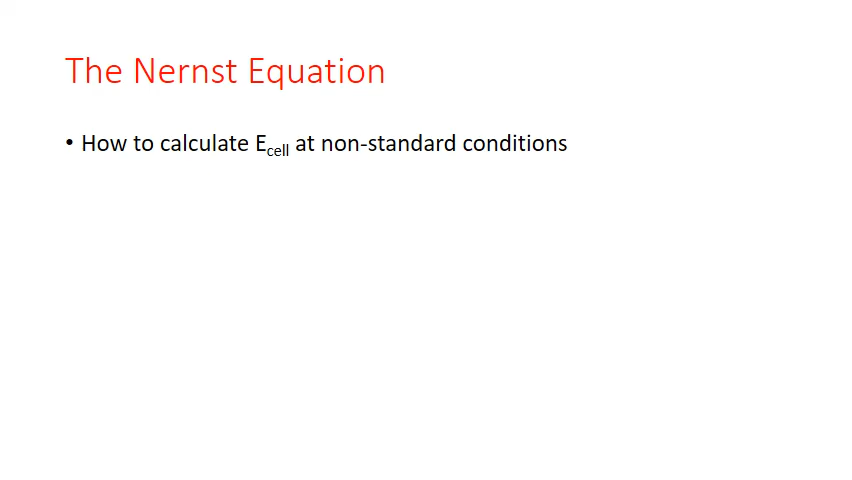 The Nernst Equation
• How to calculate Ecell at non-standard conditions